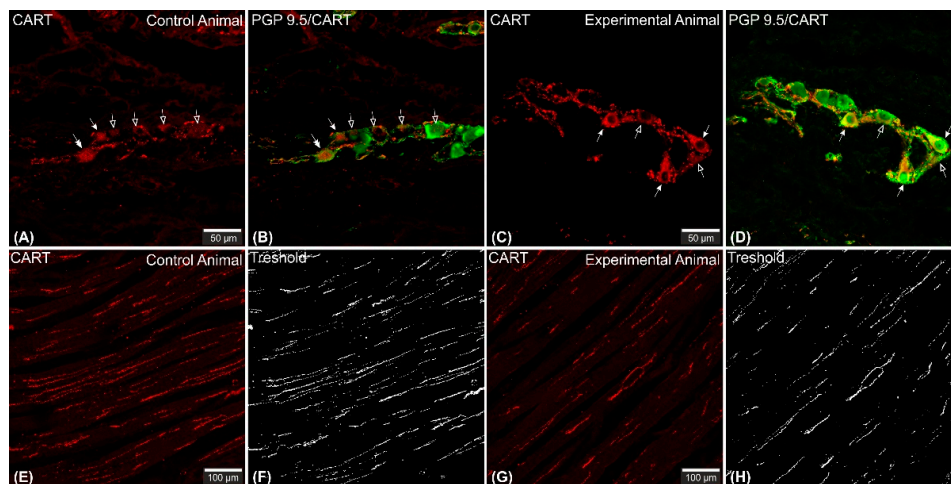 CART Control Animal
PGP 9.5/CART
CART Experimental Animal
PGP 9.5/CART
50 µm
50 µm
(A)
(B)
(C)
(D)
CART Control Animal
Treshold
CART Experimental Animal
Treshold
100 µm
100 µm
(E)
(F)
(G)
(H)